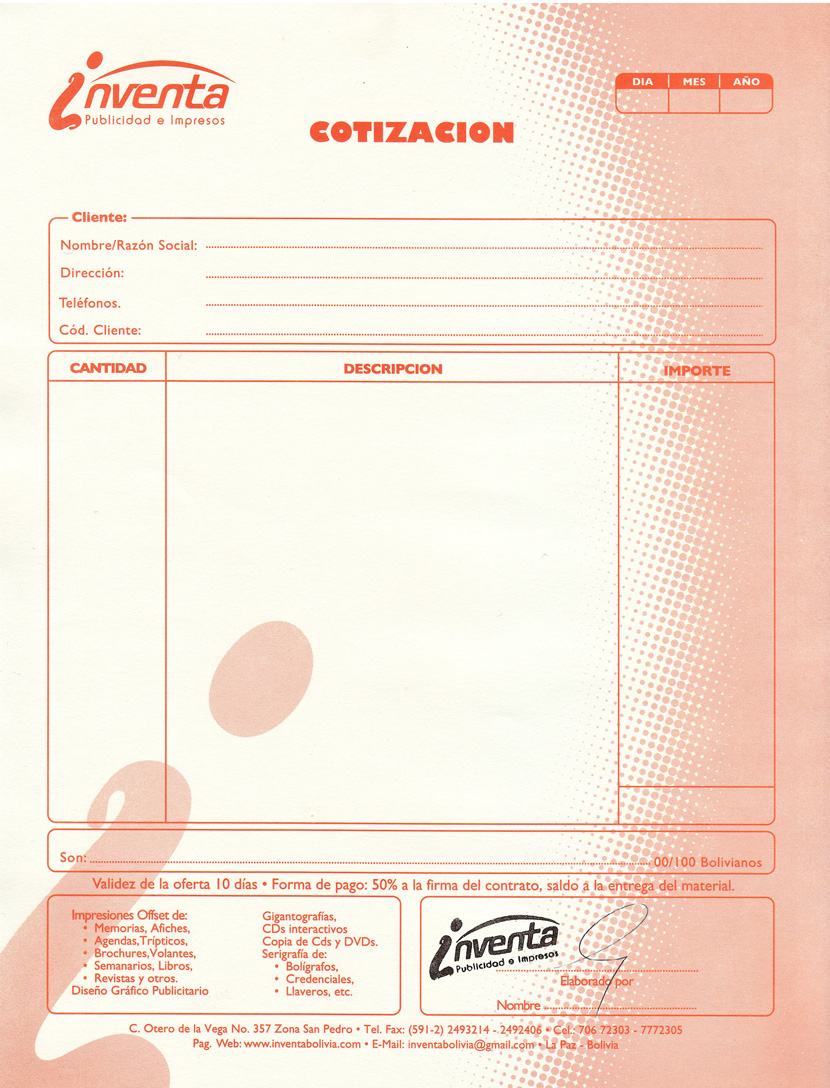 inventa
Publicidad e Impresos
DIA MES AÑO
COTIZACION
Cliente:
Nombre/Razón Social:
Dirección:
Teléfonos.
Cód. Cliente:
CANTIDAD DESCRIPCION IMPORTE
Son: 00/100 Bolivianos
Validez de la oferta 10 días • Forma de pago: 50% a la firma del contrato, saldo a la entrega del material.
Impresiones Offset de:
• Memorias, Afiches,
• Agendas,Trípticos,
• Brochures,Volantes,
• Semanarios, Libros,
• Revistas y otros.
Diseño Gráfico Publicitario
Gigantografías,
CDs interactivos
Copia de Cds y DVDs.
Serigrafía de:
• Bolígrafos,
• Credenciales,
• Llaveros, etc.
inventa
Publicidad e Impresos
Elaborado por
Nombre
C. Otero de la Vega No. 357 Zona San Pedro • Tel. Fax: (591-2) 2493214 - 2492406 • Cel.: 706 72303 - 7772305
Pag. Web: www.inventabolivia.com • E-Mail: inventabolivia@gmail.com • La Paz - Bolivia